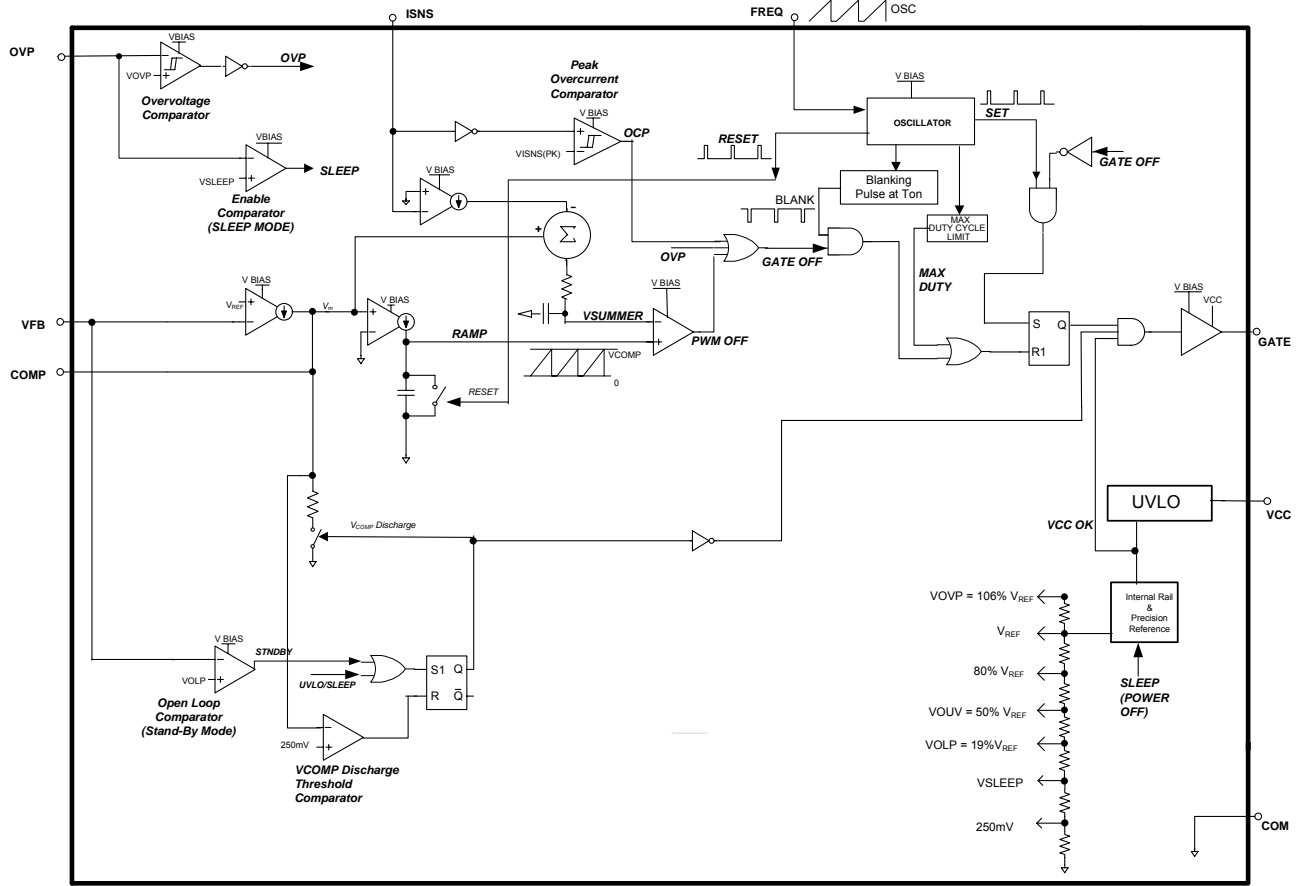 ISNS
FREQ
OSC
OVP
VBIAS
VOVP
OVP
Overvoltage
Comparator
VBIAS
VSLEEP
SLEEP
Enable
Comparator
(SLEEP MODE)
Peak
Overcurrent
Comparator
V BIAS
VISNS(PK)
OCP
V BIAS
OSCILLATOR
SET
RESET
GATE OFF
Blanking
Pulse at Ton
BLANK
MAX
DUTY CYCLE
LIMIT
V BIAS
Σ
OVP
GATE OFF
MAX
DUTY
V BIAS
VREF
Vm
V BIAS
VFB
COMP
RAMP
VSUMMER
V BIAS
PWM OFF
VCOMP
0
RESET
S Q
R1
V BIAS
VCC
GATE
VCOMP Discharge
UVLO
VCC
VCC OK
Internal Rail
&
Precision
Reference
SLEEP
(POWER
OFF)
VOVP = 106% VREF
VREF
80% VREF
VOUV = 50% VREF
VOLP = 19%VREF
VSLEEP
250mV
V BIAS
STNDBY
VOLP
UVLO/SLEEP
S1 Q
R Q̅
Open Loop
Comparator
(Stand-By Mode)
250mV
VCOMP Discharge
Threshold
Comparator
COM